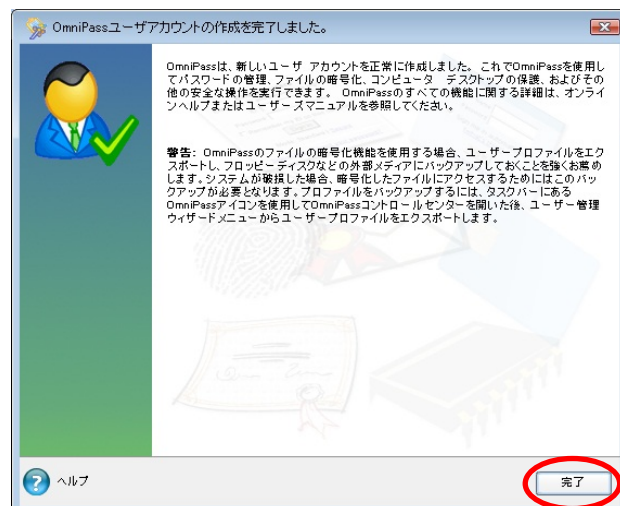 OmniPassユーザアカウントの作成を完了しました。
OmniPassは、新しいユーザ アカウントを正常に作成しました。 これでOmniPassを使用し
てパスワードの管理、ファイルの暗号化、コンピュータ デスクトップの保護、およびその
他の安全な操作を実行できます。 OmniPassのすべての機能に関する詳細は、オンライ
ンヘルプまたはユーザーズマニュアルを参照してください。
警告: OmniPassのファイルの暗号化機能を使用する場合、ユーザープロファイルをエク
スポートし、フロッピーディスクなどの外部メディアにバックアップしておくことを強くお薦め
します。システムが破損した場合、暗号化したファイルにアクセスするためにはこのバッ
クアップが必要となります。プロファイルをバックアップするには、タスクバーにある
OmniPassアイコンを使用してOmniPassコントロールセンターを開いた後、ユーザー管理
ウィザードメニューからユーザープロファイルをエクスポートします。
ヘルプ
完了